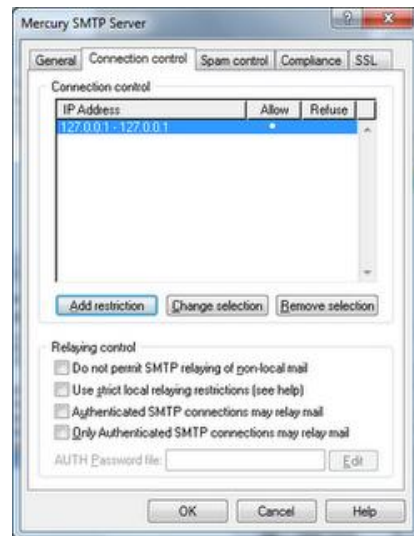 Mercury SMTP Server
General Connection control Spam control Compliance SSL
Connection control
IP Address Allow Refuse
127.0.0.1 - 127.0.0.1
Add restriction Change selection Remove selection
Relaying control
Do not permit SMTP relaying of non-local mail
Use strict local relaying restrictions (see help)
Authenticated SMTP connections may relay mail
Only Authenticated SMTP connections may relay mail
AUTH Password file: Edit
OK Cancel Help